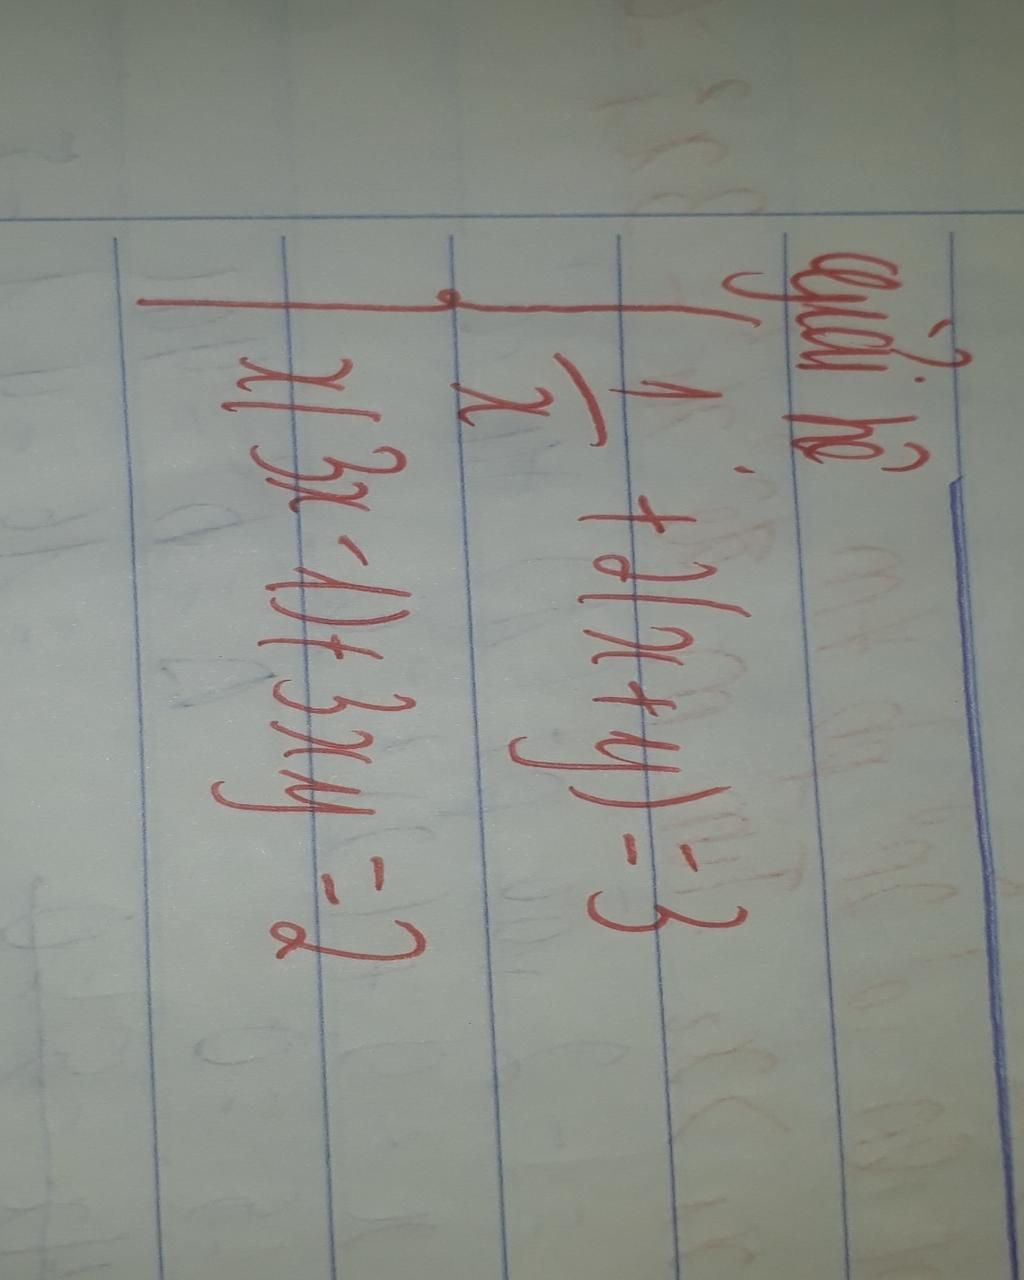 giải hệ
1/x + 2(x+y) = 3
x(3x-1)+3xy = 2